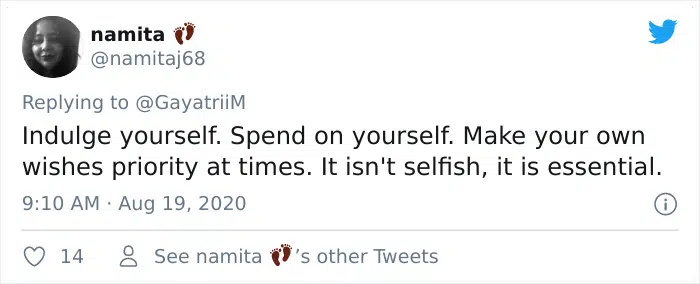 namita 👣
@namitaj68
Replying to @GayatriiM
Indulge yourself. Spend on yourself. Make your own
wishes priority at times. It isn't selfish, it is essential.
9:10 AM · Aug 19, 2020
14
See namita 👣’s other Tweets